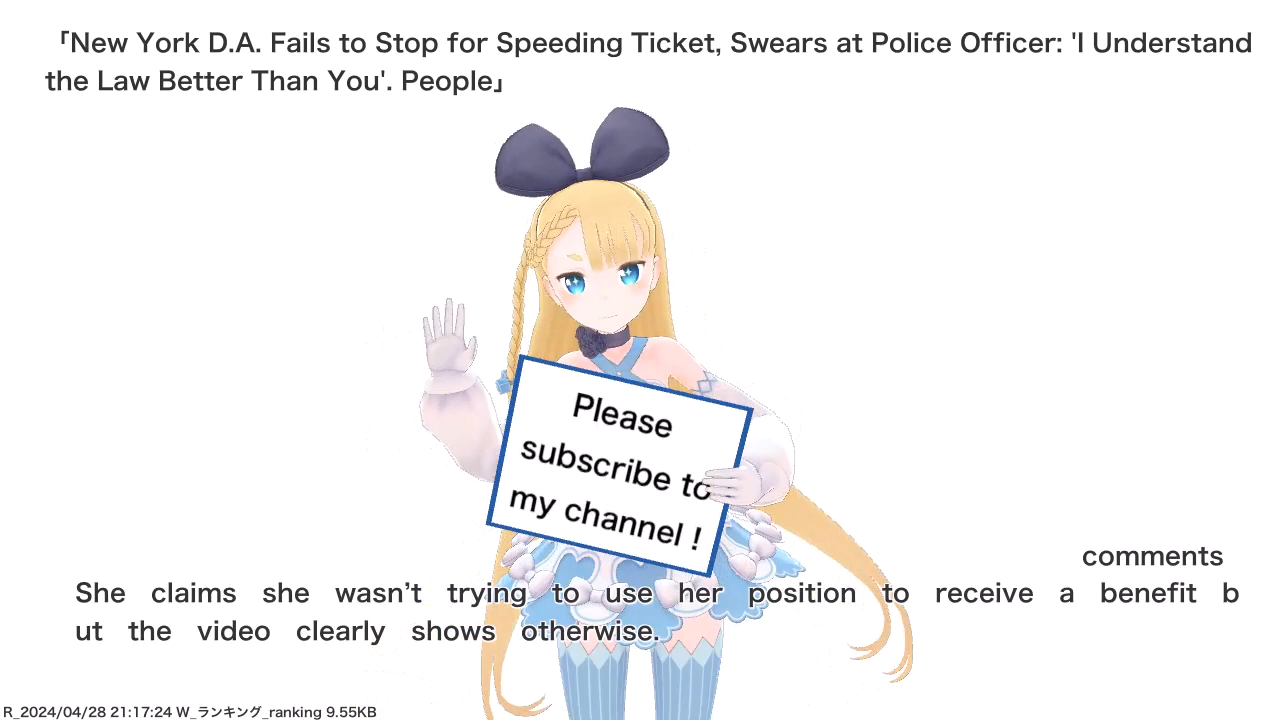 「New York D.A. Fails to Stop for Speeding Ticket, Swears at Police Officer: 'I Understand
the Law Better Than You'. People」
Please
subscribe to
my channel !
comments
She claims she wasn’t trying to use her position to receive a benefit b
ut the video clearly shows otherwise.
R_2024/04/28 21:17:24 W_ランキング_ranking 9.55KB